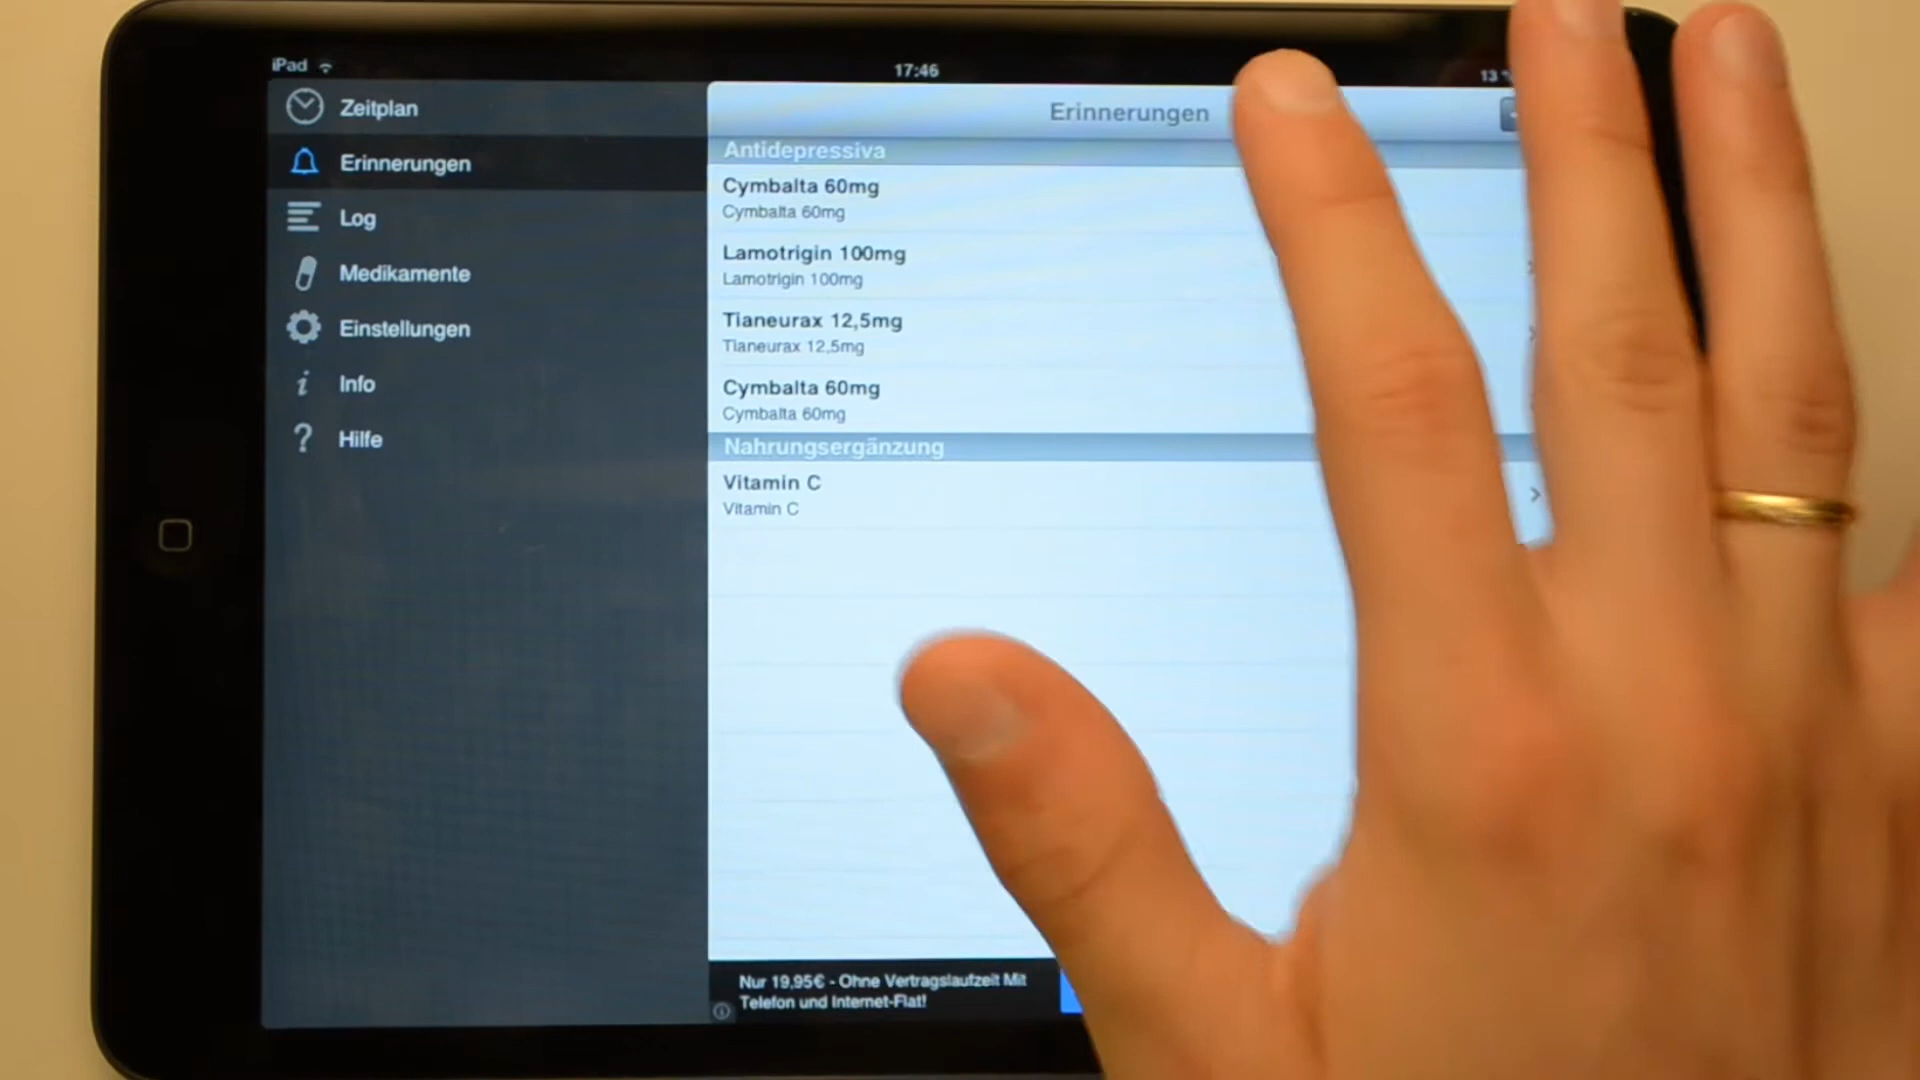 iPad
17:46
13 %
Zeitplan
Erinnerungen
Log
Medikamente
Einstellungen
Info
Hilfe
Erinnerungen
Antidepressiva
Cymbalta 60mg
Cymbalta 60mg
Lamotrigin 100mg
Lamotrigin 100mg
Tianeurax 12,5mg
Tianeurax 12,5mg
Cymbalta 60mg
Cymbalta 60mg
Nahrungsergänzung
Vitamin C
Vitamin C
Nur 19,95€ - Ohne Vertragslaufzeit Mit
Telefon und Internet-Flat!